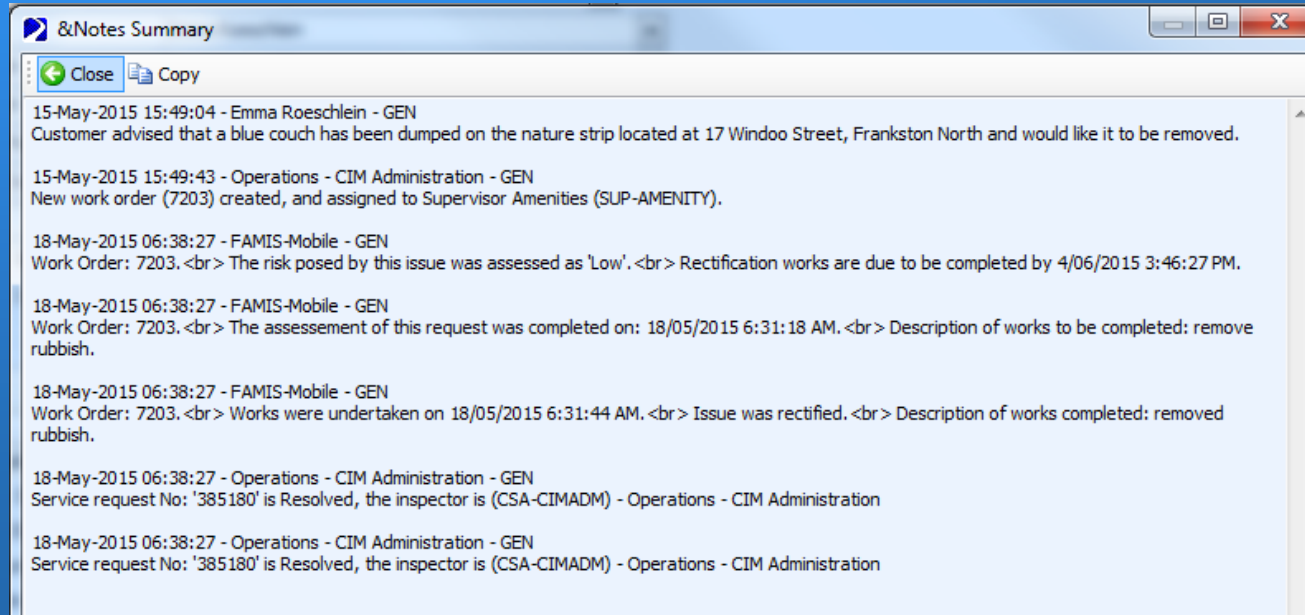 &Notes Summary
Close Copy
15-May-2015 15:49:04 - Emma Roeschlein - GEN
Customer advised that a blue couch has been dumped on the nature strip located at 17 Windoo Street, Frankston North and would like it to be removed.
15-May-2015 15:49:43 - Operations - CIM Administration - GEN
New work order (7203) created, and assigned to Supervisor Amenities (SUP-AMENITY).
18-May-2015 06:38:27 - FAMIS-Mobile - GEN
Work Order: 7203.<br> The risk posed by this issue was assessed as 'Low'.<br> Rectification works are due to be completed by 4/06/2015 3:46:27 PM.
18-May-2015 06:38:27 - FAMIS-Mobile - GEN
Work Order: 7203.<br> The assessement of this request was completed on: 18/05/2015 6:31:18 AM.<br> Description of works to be completed: remove
rubbish.
18-May-2015 06:38:27 - FAMIS-Mobile - GEN
Work Order: 7203.<br> Works were undertaken on 18/05/2015 6:31:44 AM.<br> Issue was rectified.<br> Description of works completed: removed
rubbish.
18-May-2015 06:38:27 - Operations - CIM Administration - GEN
Service request No: '385180' is Resolved, the inspector is (CSA-CIMADM) - Operations - CIM Administration
18-May-2015 06:38:27 - Operations - CIM Administration - GEN
Service request No: '385180' is Resolved, the inspector is (CSA-CIMADM) - Operations - CIM Administration